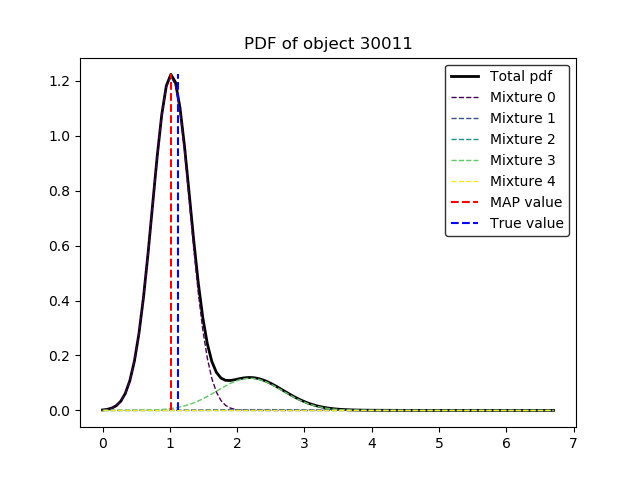 PDF of object 30011
Total pdf
Mixture 0
Mixture 1
Mixture 2
Mixture 3
Mixture 4
MAP value
True value
1.2
1.0
0.8
0.6
0.4
0.2
0.0
0 1 2 3 4 5 6 7